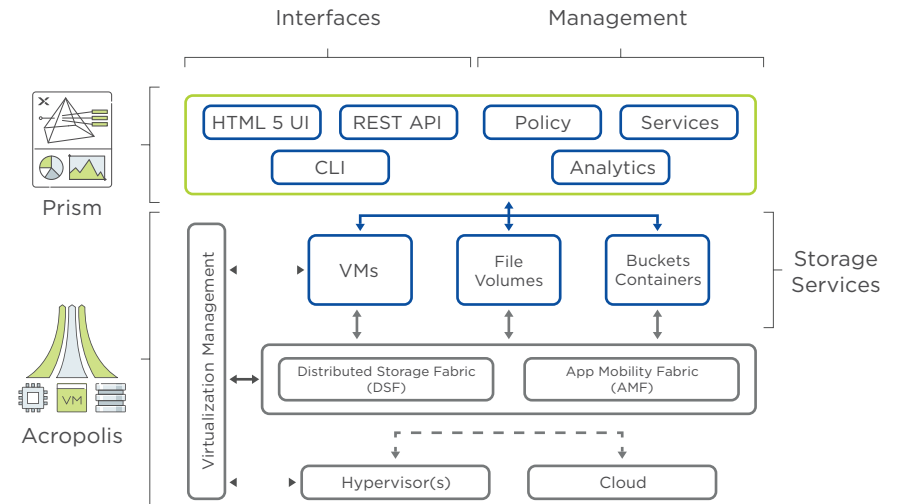 Interfaces
Management
HTML 5 UI
REST API
Policy
Services
CLI
Analytics
Prism
Virtualization Management
VMs
File
Volumes
Buckets
Containers
Storage
Services
Distributed Storage Fabric
(DSF)
App Mobility Fabric
(AMF)
VM
Acropolis
Hypervisor(s)
Cloud